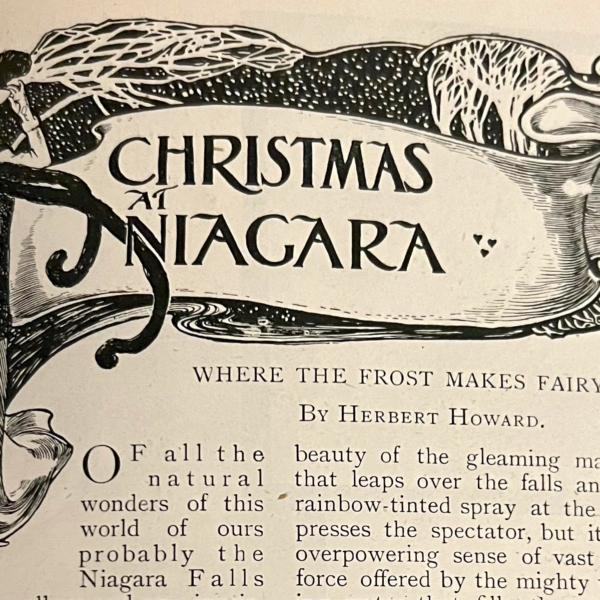 CHRISTMAS
AT
NIAGARA
WHERE THE FROST MAKES FAIRY
BY HERBERT HOWARD.
OF all the
natural
wonders of this
world of ours
probably the
Niagara Falls
beauty of the gleaming
that leaps over the falls
rainbow-tinted spray at the
presses the spectator, but
overpowering sense of vast
force offered by the mighty